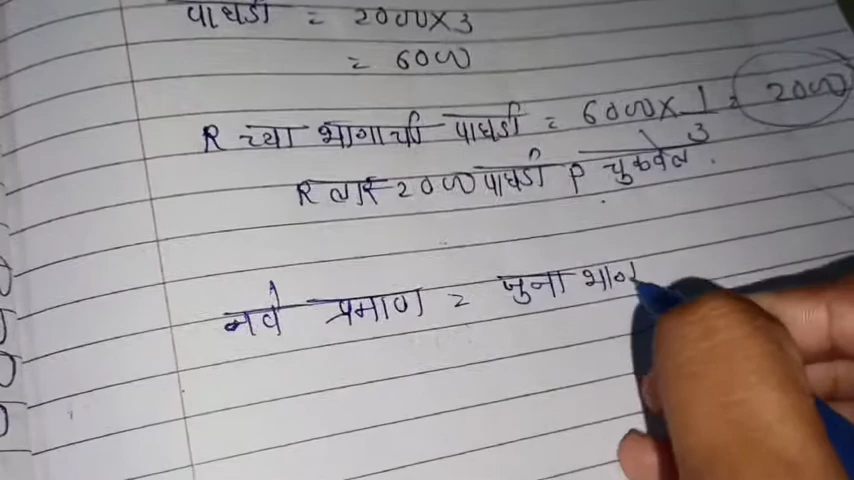 पाघडी = 2000×3
= 6000
R च्या भागाची पाघडी = 6000× 1/3 = 2000
R 2000 पाघडी P चुकवेल.
नवे प्रमाण = जुना भाग